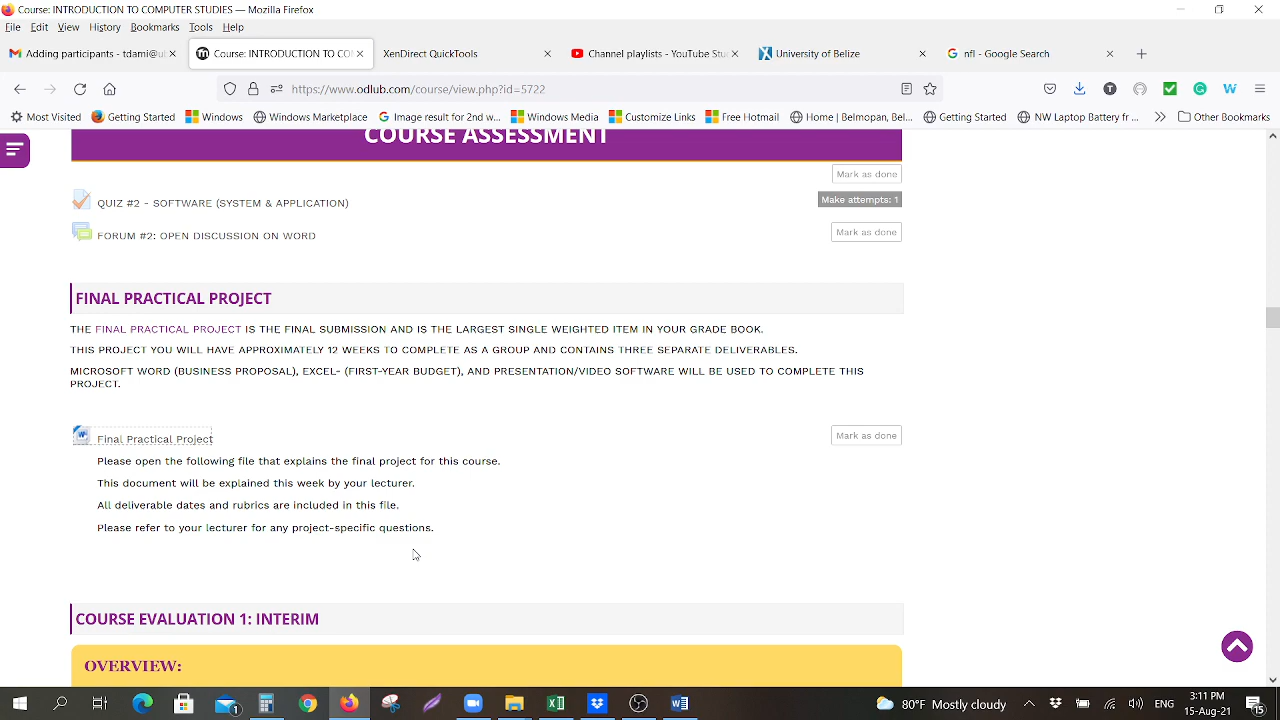 Course: INTRODUCTION TO COMPUTER STUDIES — Mozilla Firefox
File Edit View History Bookmarks Tools Help
Adding participants - tdami@ut
Course: INTRODUCTION TO CO
XenDirect QuickTools
Channel playlists - YouTube Stu
University of Belize
nfl - Google Search
https://www.odlub.com/course/view.php?id=5722
Most Visited Getting Started Windows Windows Marketplace Image result for 2nd w... Windows Media Customize Links Free Hotmail Home | Belmopan, Bel... Getting Started NW Laptop Battery fr ... Other Bookmarks
COURSE ASSESSMENT
Mark as done
QUIZ #2 - SOFTWARE (SYSTEM & APPLICATION)
Make attempts: 1
FORUM #2: OPEN DISCUSSION ON WORD
Mark as done
FINAL PRACTICAL PROJECT
THE FINAL PRACTICAL PROJECT IS THE FINAL SUBMISSION AND IS THE LARGEST SINGLE WEIGHTED ITEM IN YOUR GRADE BOOK.
THIS PROJECT YOU WILL HAVE APPROXIMATELY 12 WEEKS TO COMPLETE AS A GROUP AND CONTAINS THREE SEPARATE DELIVERABLES.
MICROSOFT WORD (BUSINESS PROPOSAL), EXCEL- (FIRST-YEAR BUDGET), AND PRESENTATION/VIDEO SOFTWARE WILL BE USED TO COMPLETE THIS
PROJECT.
Final Practical Project
Mark as done
Please open the following file that explains the final project for this course.
This document will be explained this week by your lecturer.
All deliverable dates and rubrics are included in this file.
Please refer to your lecturer for any project-specific questions.
COURSE EVALUATION 1: INTERIM
OVERVIEW:
80°F Mostly cloudy
ENG
3:11 PM
15-Aug-21